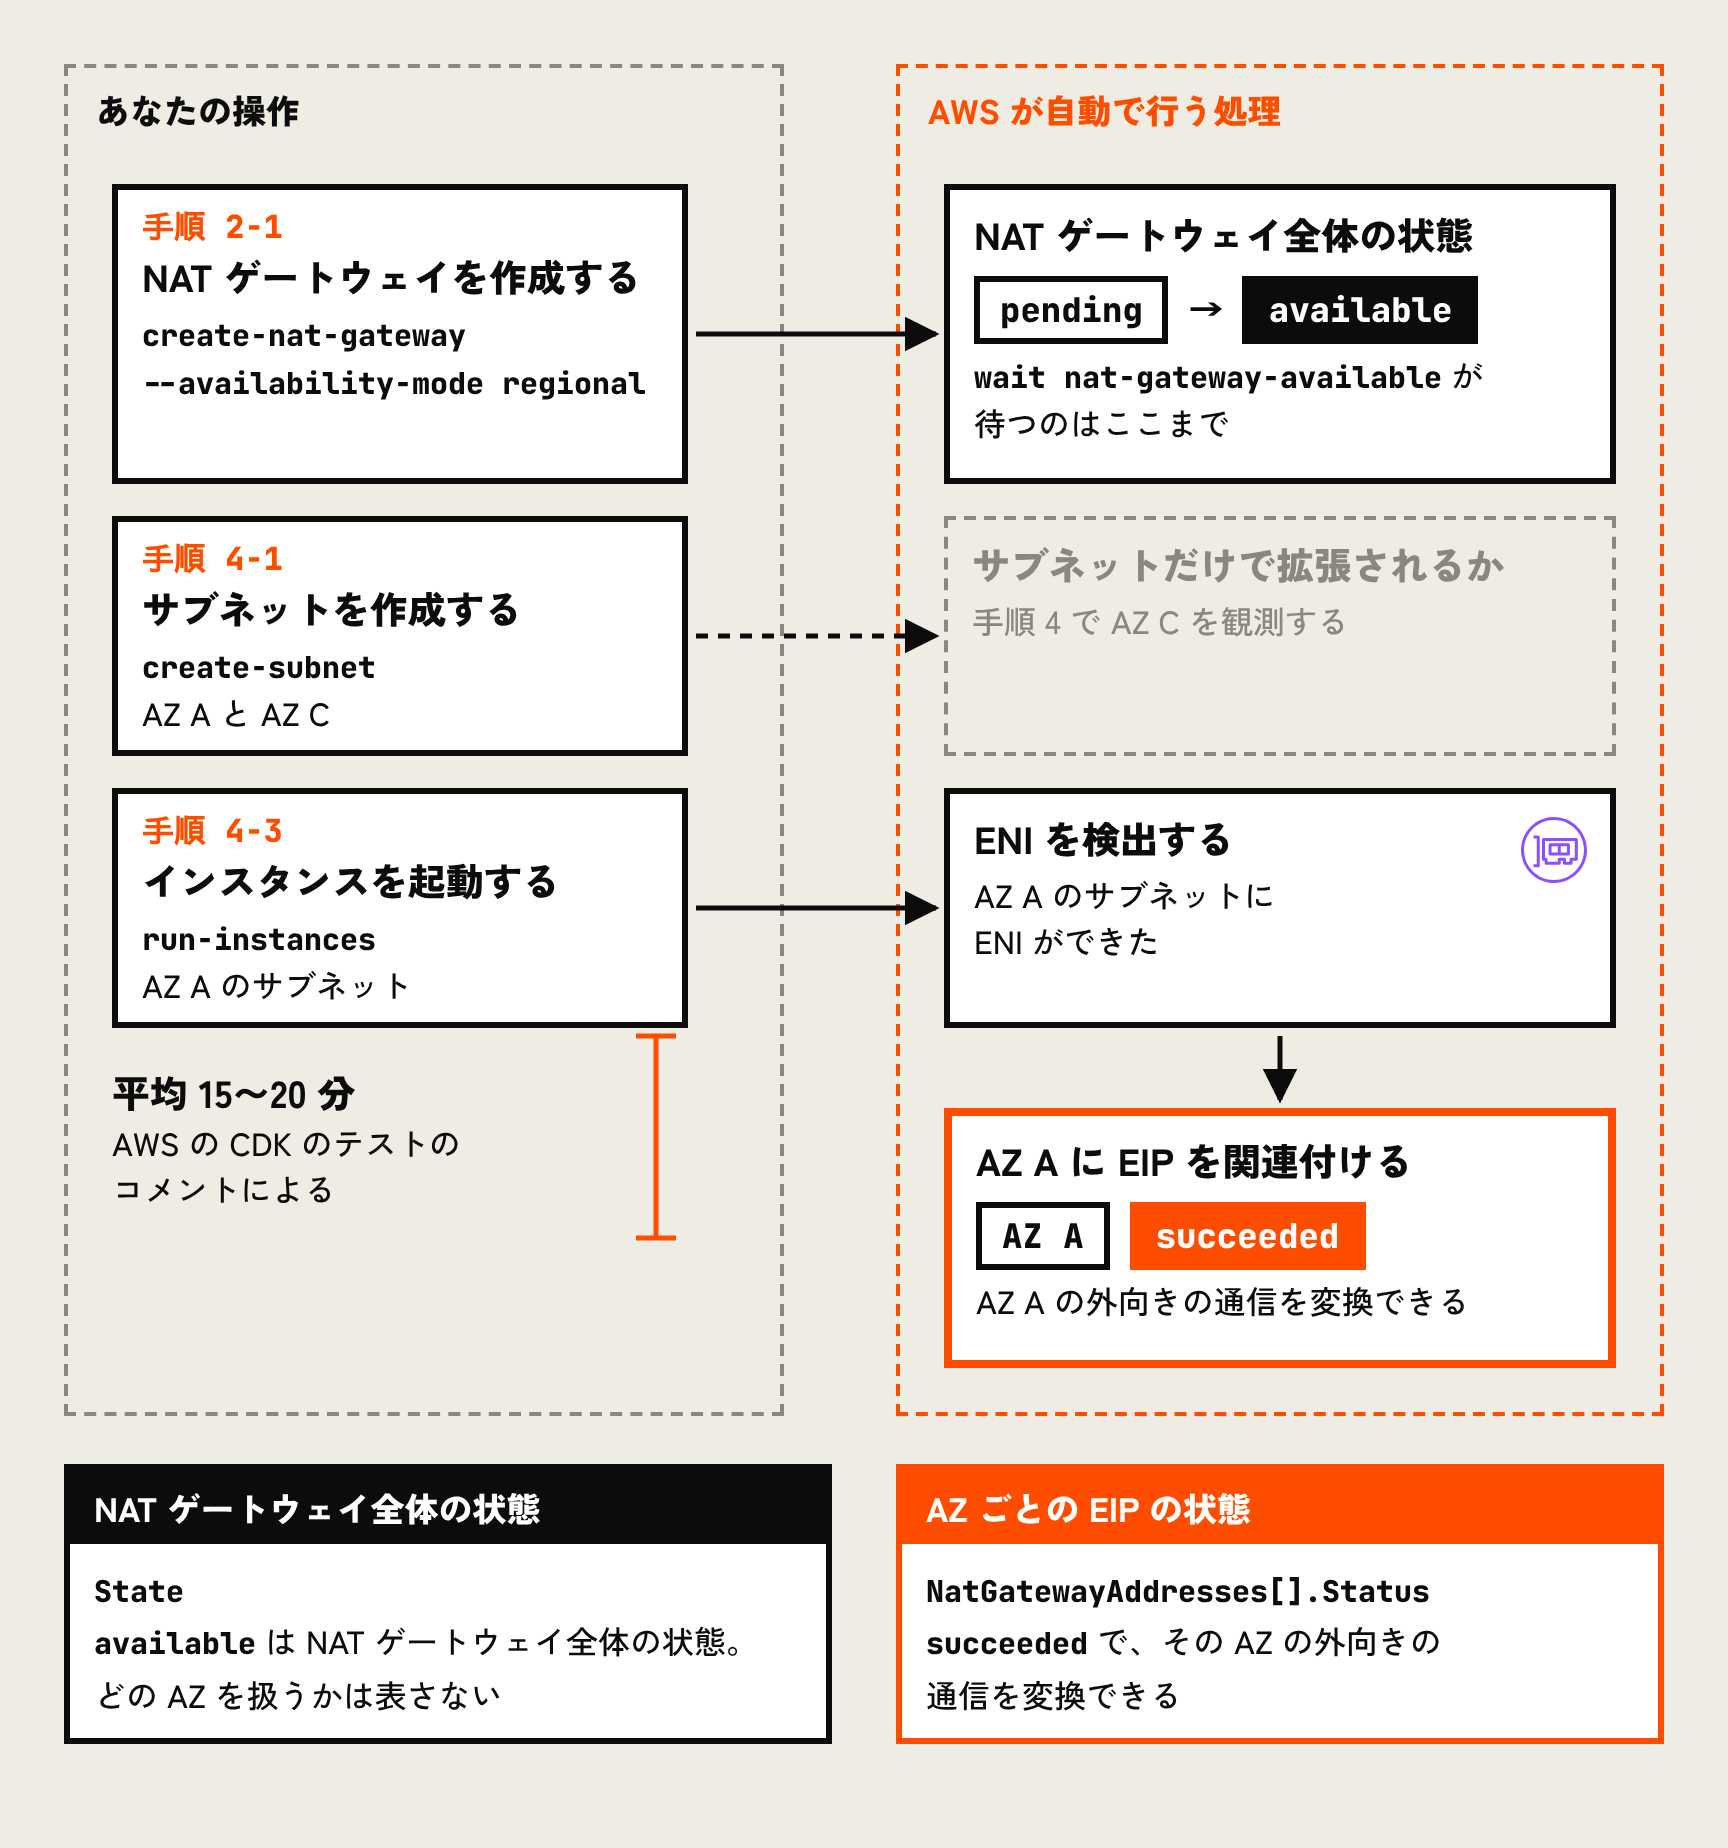 あなたの操作
手順 2-1
NAT ゲートウェイを作成する
create-nat-gateway
--availability-mode regional
手順 4-1
サブネットを作成する
create-subnet
AZ A と AZ C
手順 4-3
インスタンスを起動する
run-instances
AZ A のサブネット
平均 15〜20 分
AWS の CDK のテストの
コメントによる
AWS が自動で行う処理
NAT ゲートウェイ全体の状態
pending → available
wait nat-gateway-available が
待つのはここまで
サブネットだけで拡張されるか
手順 4 で AZ C を観測する
ENI を検出する
AZ A のサブネットに
ENI ができた
AZ A に EIP を関連付ける
AZ A succeeded
AZ A の外向きの通信を変換できる
NAT ゲートウェイ全体の状態
State
available は NAT ゲートウェイ全体の状態。
どの AZ を扱うかは表さない
AZ ごとの EIP の状態
NatGatewayAddresses[].Status
succeeded で、その AZ の外向きの
通信を変換できる